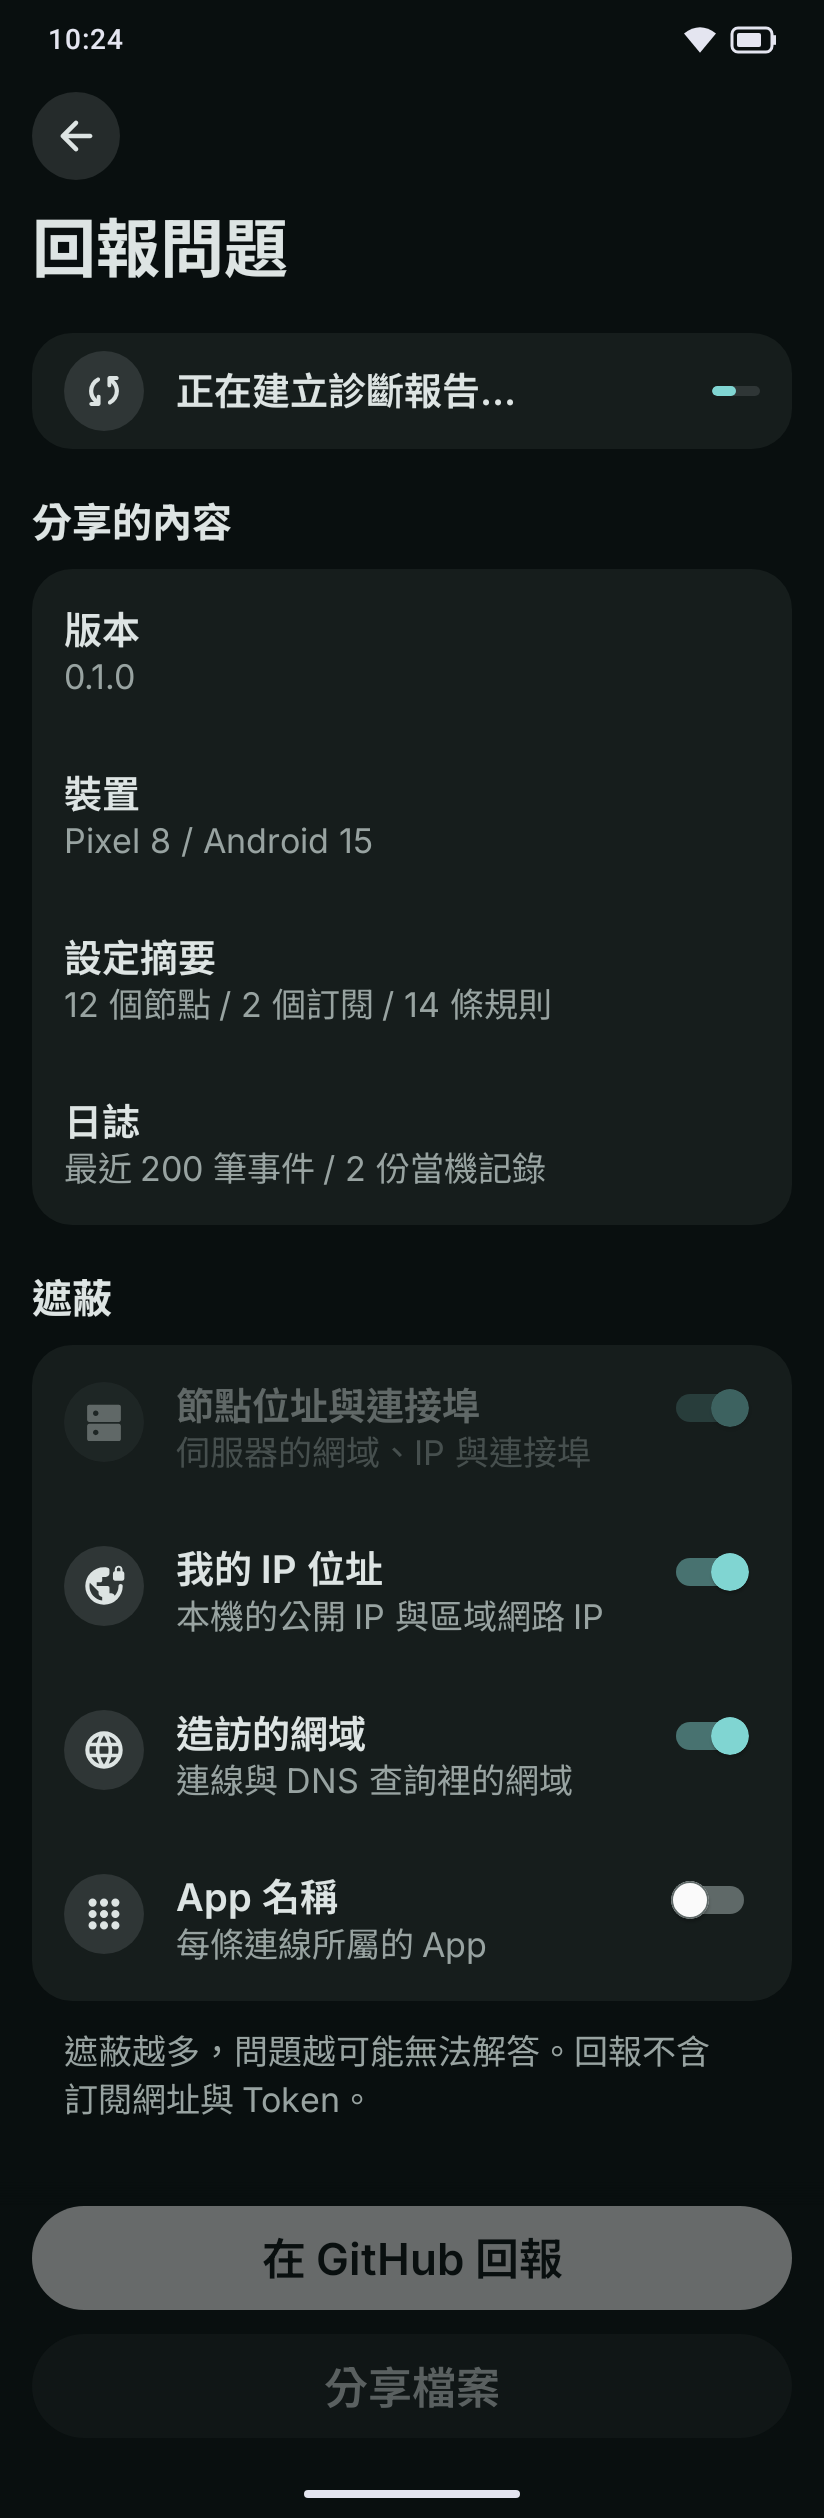 10:24
回報問題
正在建立診斷報告...
分享的內容
版本
0.1.0
裝置
Pixel 8 / Android 15
設定摘要
12 個節點 / 2 個訂閱 / 14 條規則
日誌
最近 200 筆事件 / 2 份當機記錄
遮蔽
節點位址與連接埠
伺服器的網域、IP 與連接埠
我的 IP 位址
本機的公開 IP 與區域網路 IP
造訪的網域
連線與 DNS 查詢裡的網域
App 名稱
每條連線所屬的 App
遮蔽越多，問題越可能無法解答。回報不含
訂閱網址與 Token。
在 GitHub 回報
分享檔案